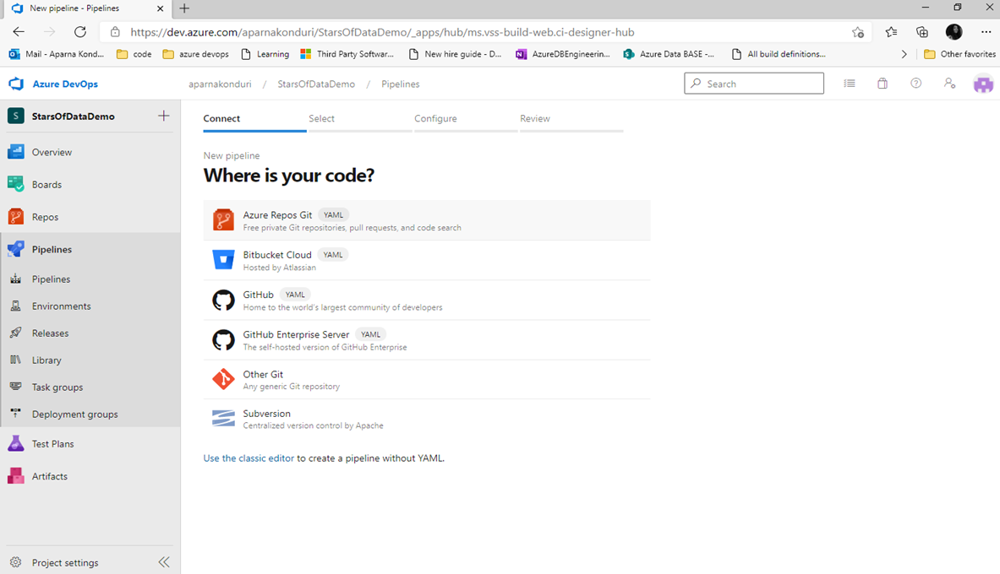 New pipeline - Pipelines
https://dev.azure.com/aparnakonduri/StarsOfDataDemo/_apps/hub/ms.vss-build-web.ci-designer-hub
Mail - Aparna Kond... code azure devops Learning Third Party Softwar... New hire guide - D... AzureDBEngineerin... Azure Data BASE -... All build definitions... Other favorites
Azure DevOps aparnakonduri / StarsOfDataDemo / Pipelines Search
S StarsOfDataDemo
Overview
Boards
Repos
Pipelines
Pipelines
Environments
Releases
Library
Task groups
Deployment groups
Test Plans
Artifacts
Project settings
Connect Select Configure Review
New pipeline
Where is your code?
Azure Repos Git YAML
Free private Git repositories, pull requests, and code search
Bitbucket Cloud YAML
Hosted by Atlassian
GitHub YAML
Home to the world's largest community of developers
GitHub Enterprise Server YAML
The self-hosted version of GitHub Enterprise
Other Git
Any generic Git repository
Subversion
Centralized version control by Apache
Use the classic editor to create a pipeline without YAML.